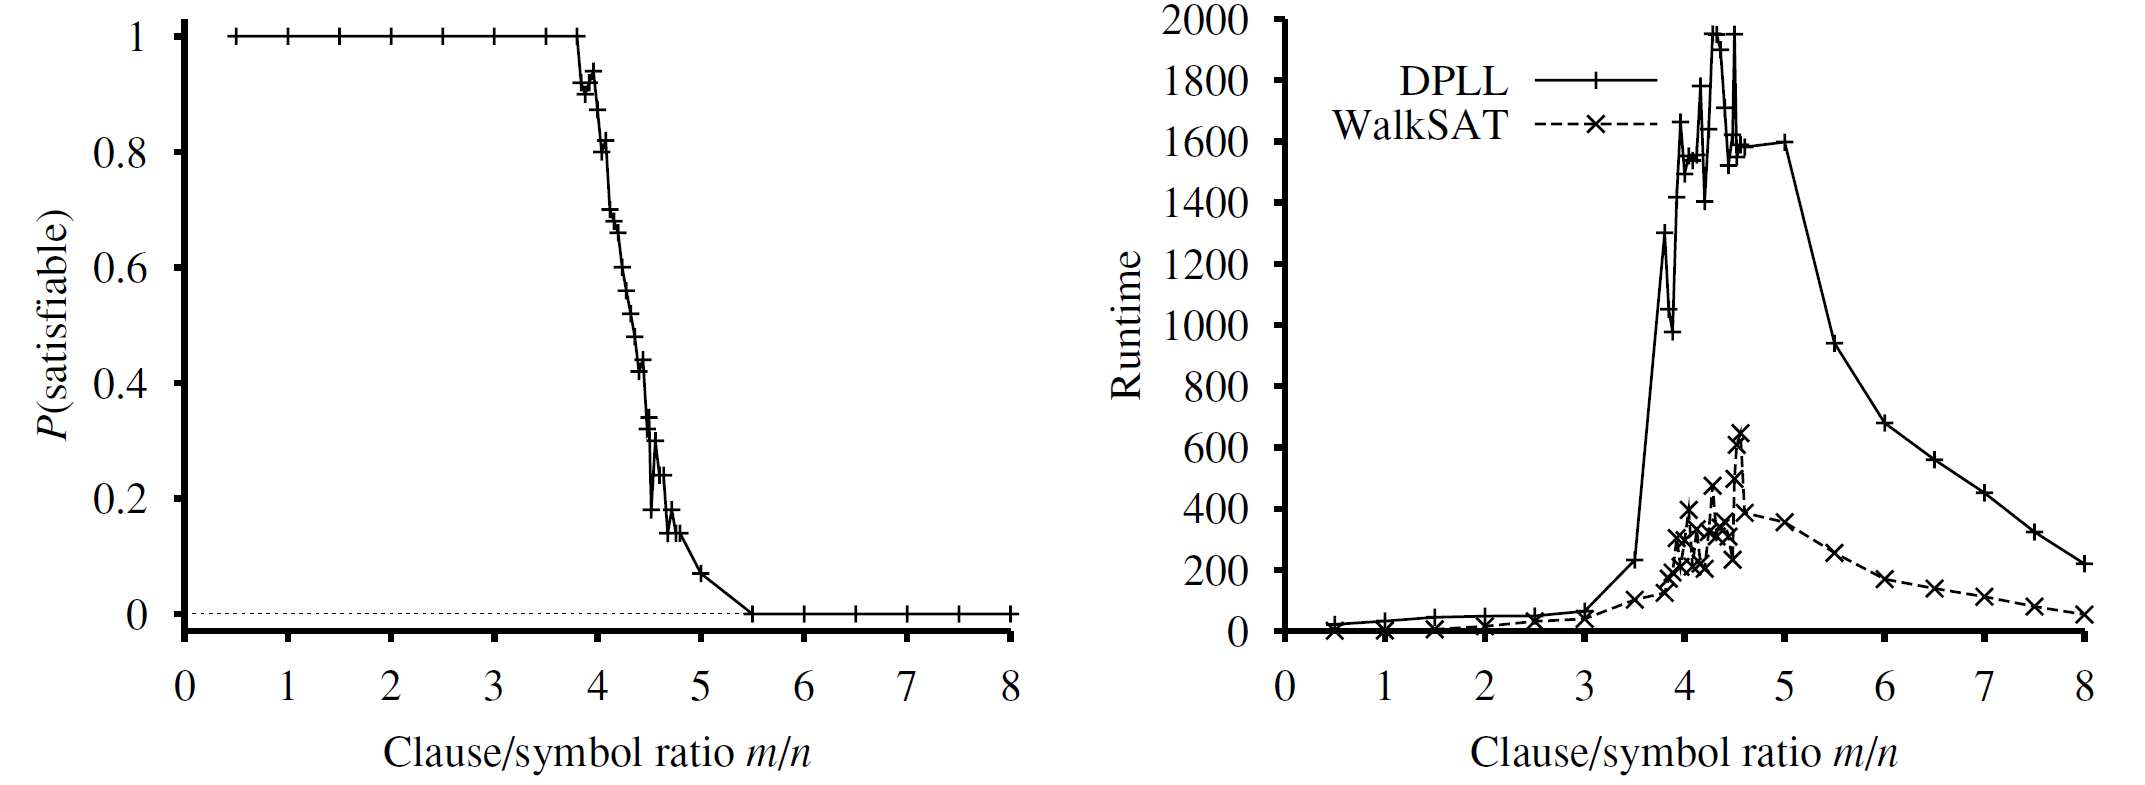 1
0.8
0.6
0.4
0.2
0
P(satisfiable)
0 1 2 3 4 5 6 7 8
Clause/symbol ratio m/n
2000
1800
1600
1400
1200
1000
800
600
400
200
0
Runtime
DPLL
WalkSAT
0 1 2 3 4 5 6 7 8
Clause/symbol ratio m/n